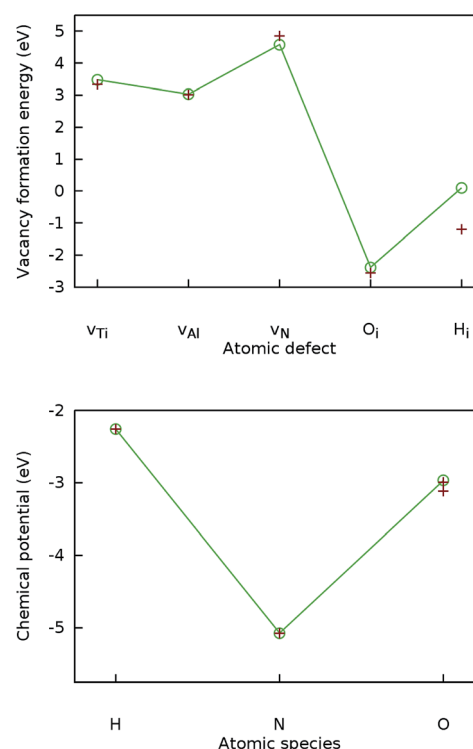 Vacancy formation energy (eV)
5
4
3
2
1
0
-1
-2
-3
vTi vAl vN Oi Hi
Atomic defect
Chemical potential (eV)
-2
-3
-4
-5
H N O
Atomic species